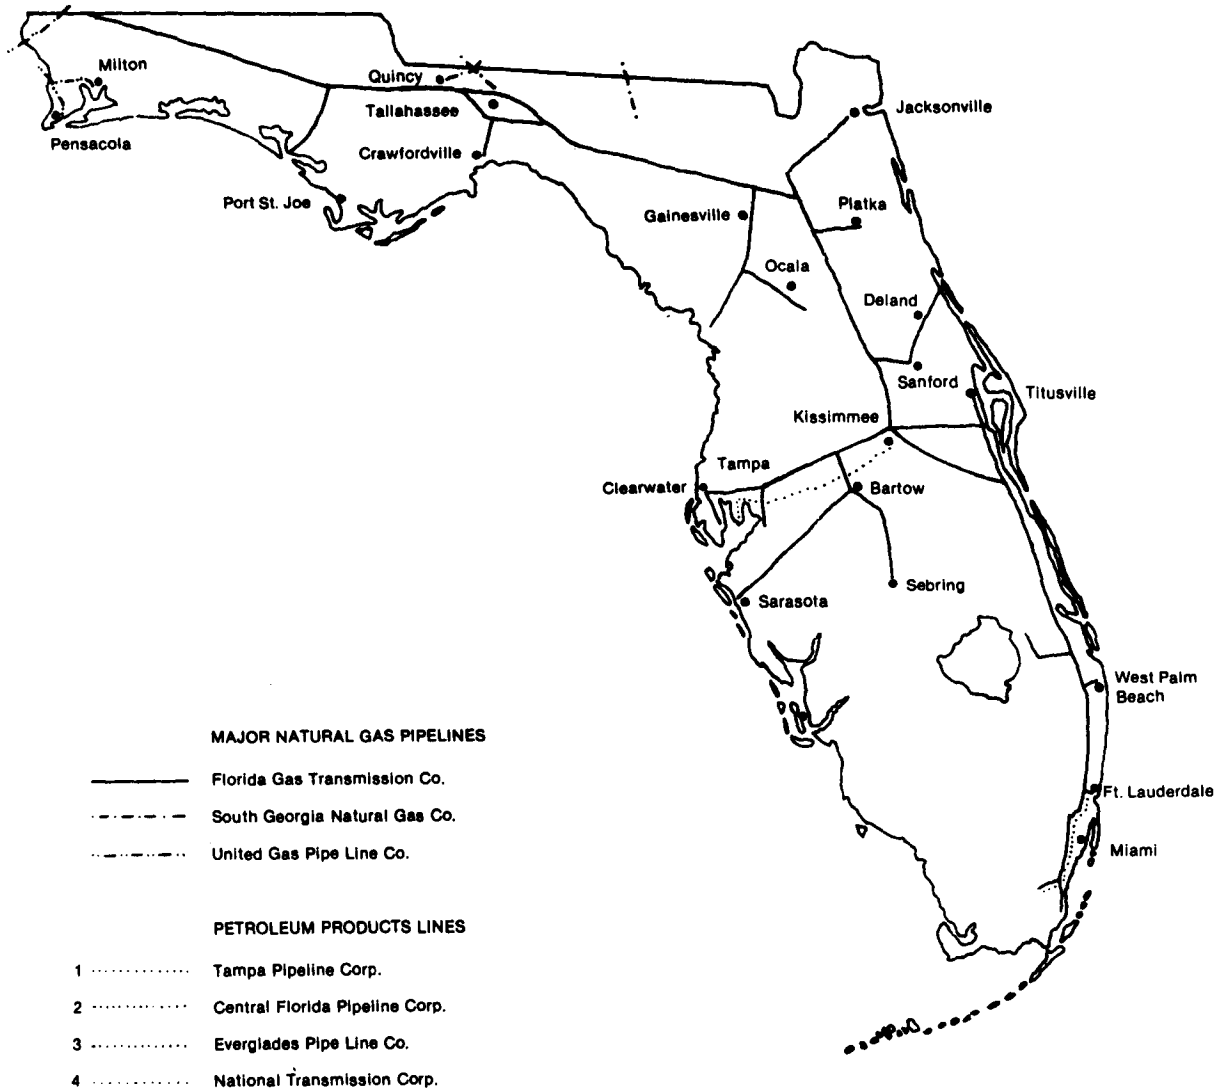 Milton
Quincy
Tallahassee
Jacksonville
Pensacola
Crawfordville
Port St. Joe
Gainesville
Platka
Ocala
Deland
Sanford
Titusville
Kissimmee
Tampa
Clearwater
Bartow
Sebring
Sarasota
West Palm
Beach
Ft. Lauderdale
Miami
MAJOR NATURAL GAS PIPELINES
Florida Gas Transmission Co.
South Georgia Natural Gas Co.
United Gas Pipe Line Co.
PETROLEUM PRODUCTS LINES
1 Tampa Pipeline Corp.
2 Central Florida Pipeline Corp.
3 Everglades Pipe Line Co.
4 National Transmission Corp.